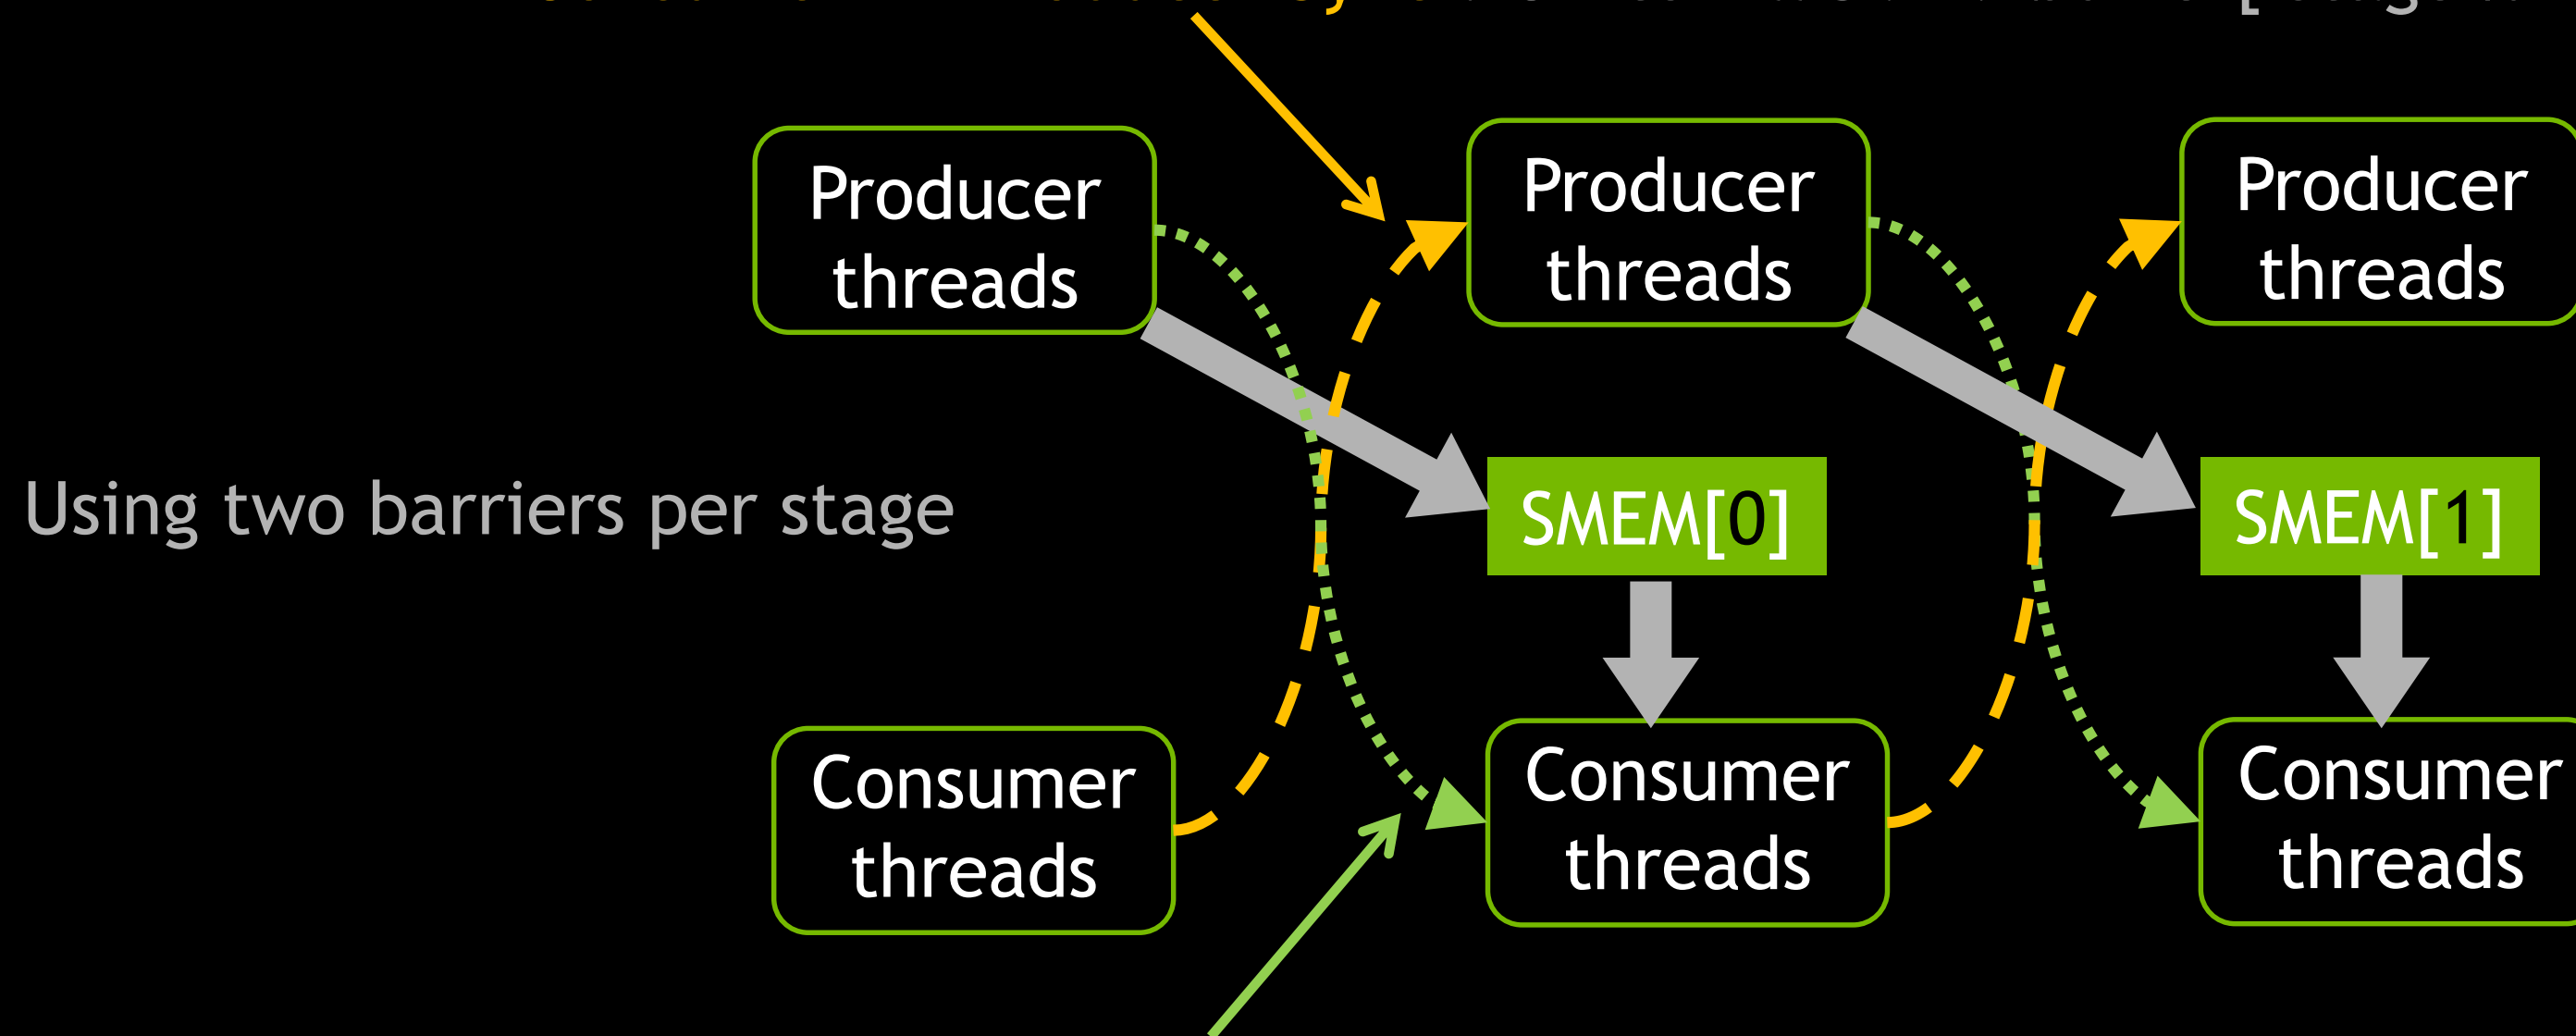 Producer
threads
Producer
threads
Producer
threads
Using two barriers per stage
SMEM[0]
SMEM[1]
Consumer
threads
Consumer
threads
Consumer
threads